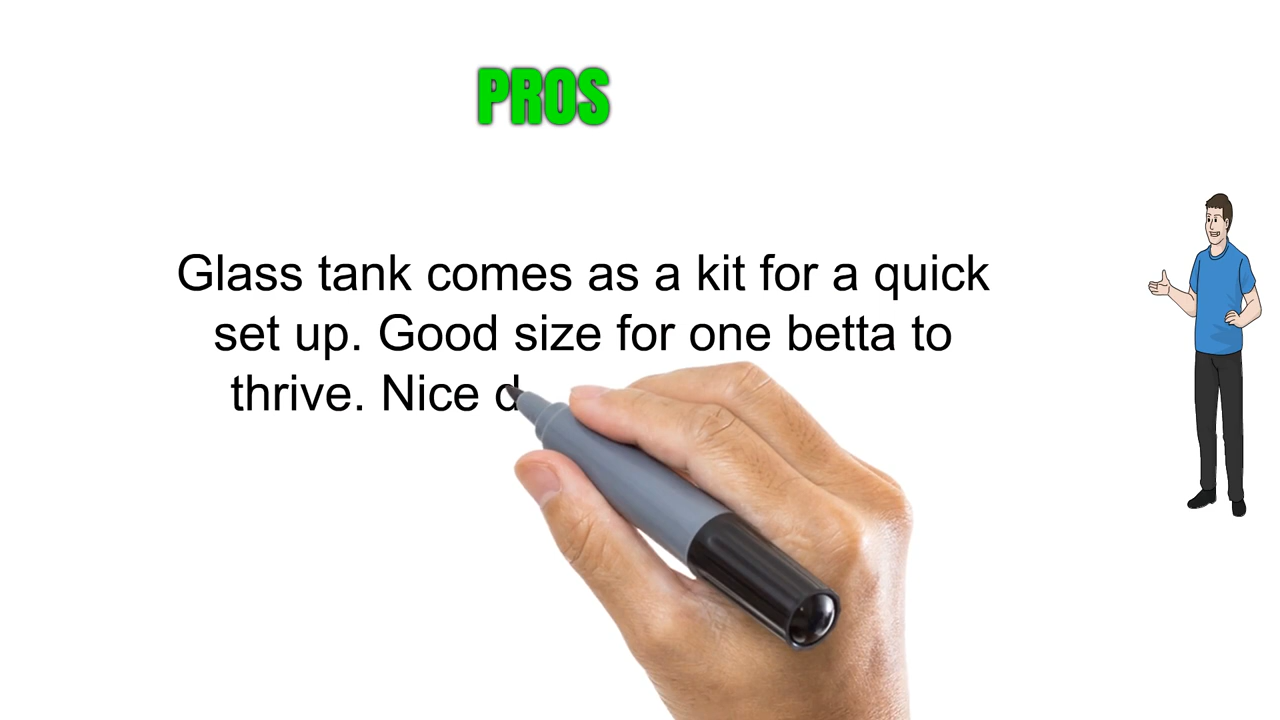 PROS
Glass tank comes as a kit for a quick
set up. Good size for one betta to
thrive. Nice d